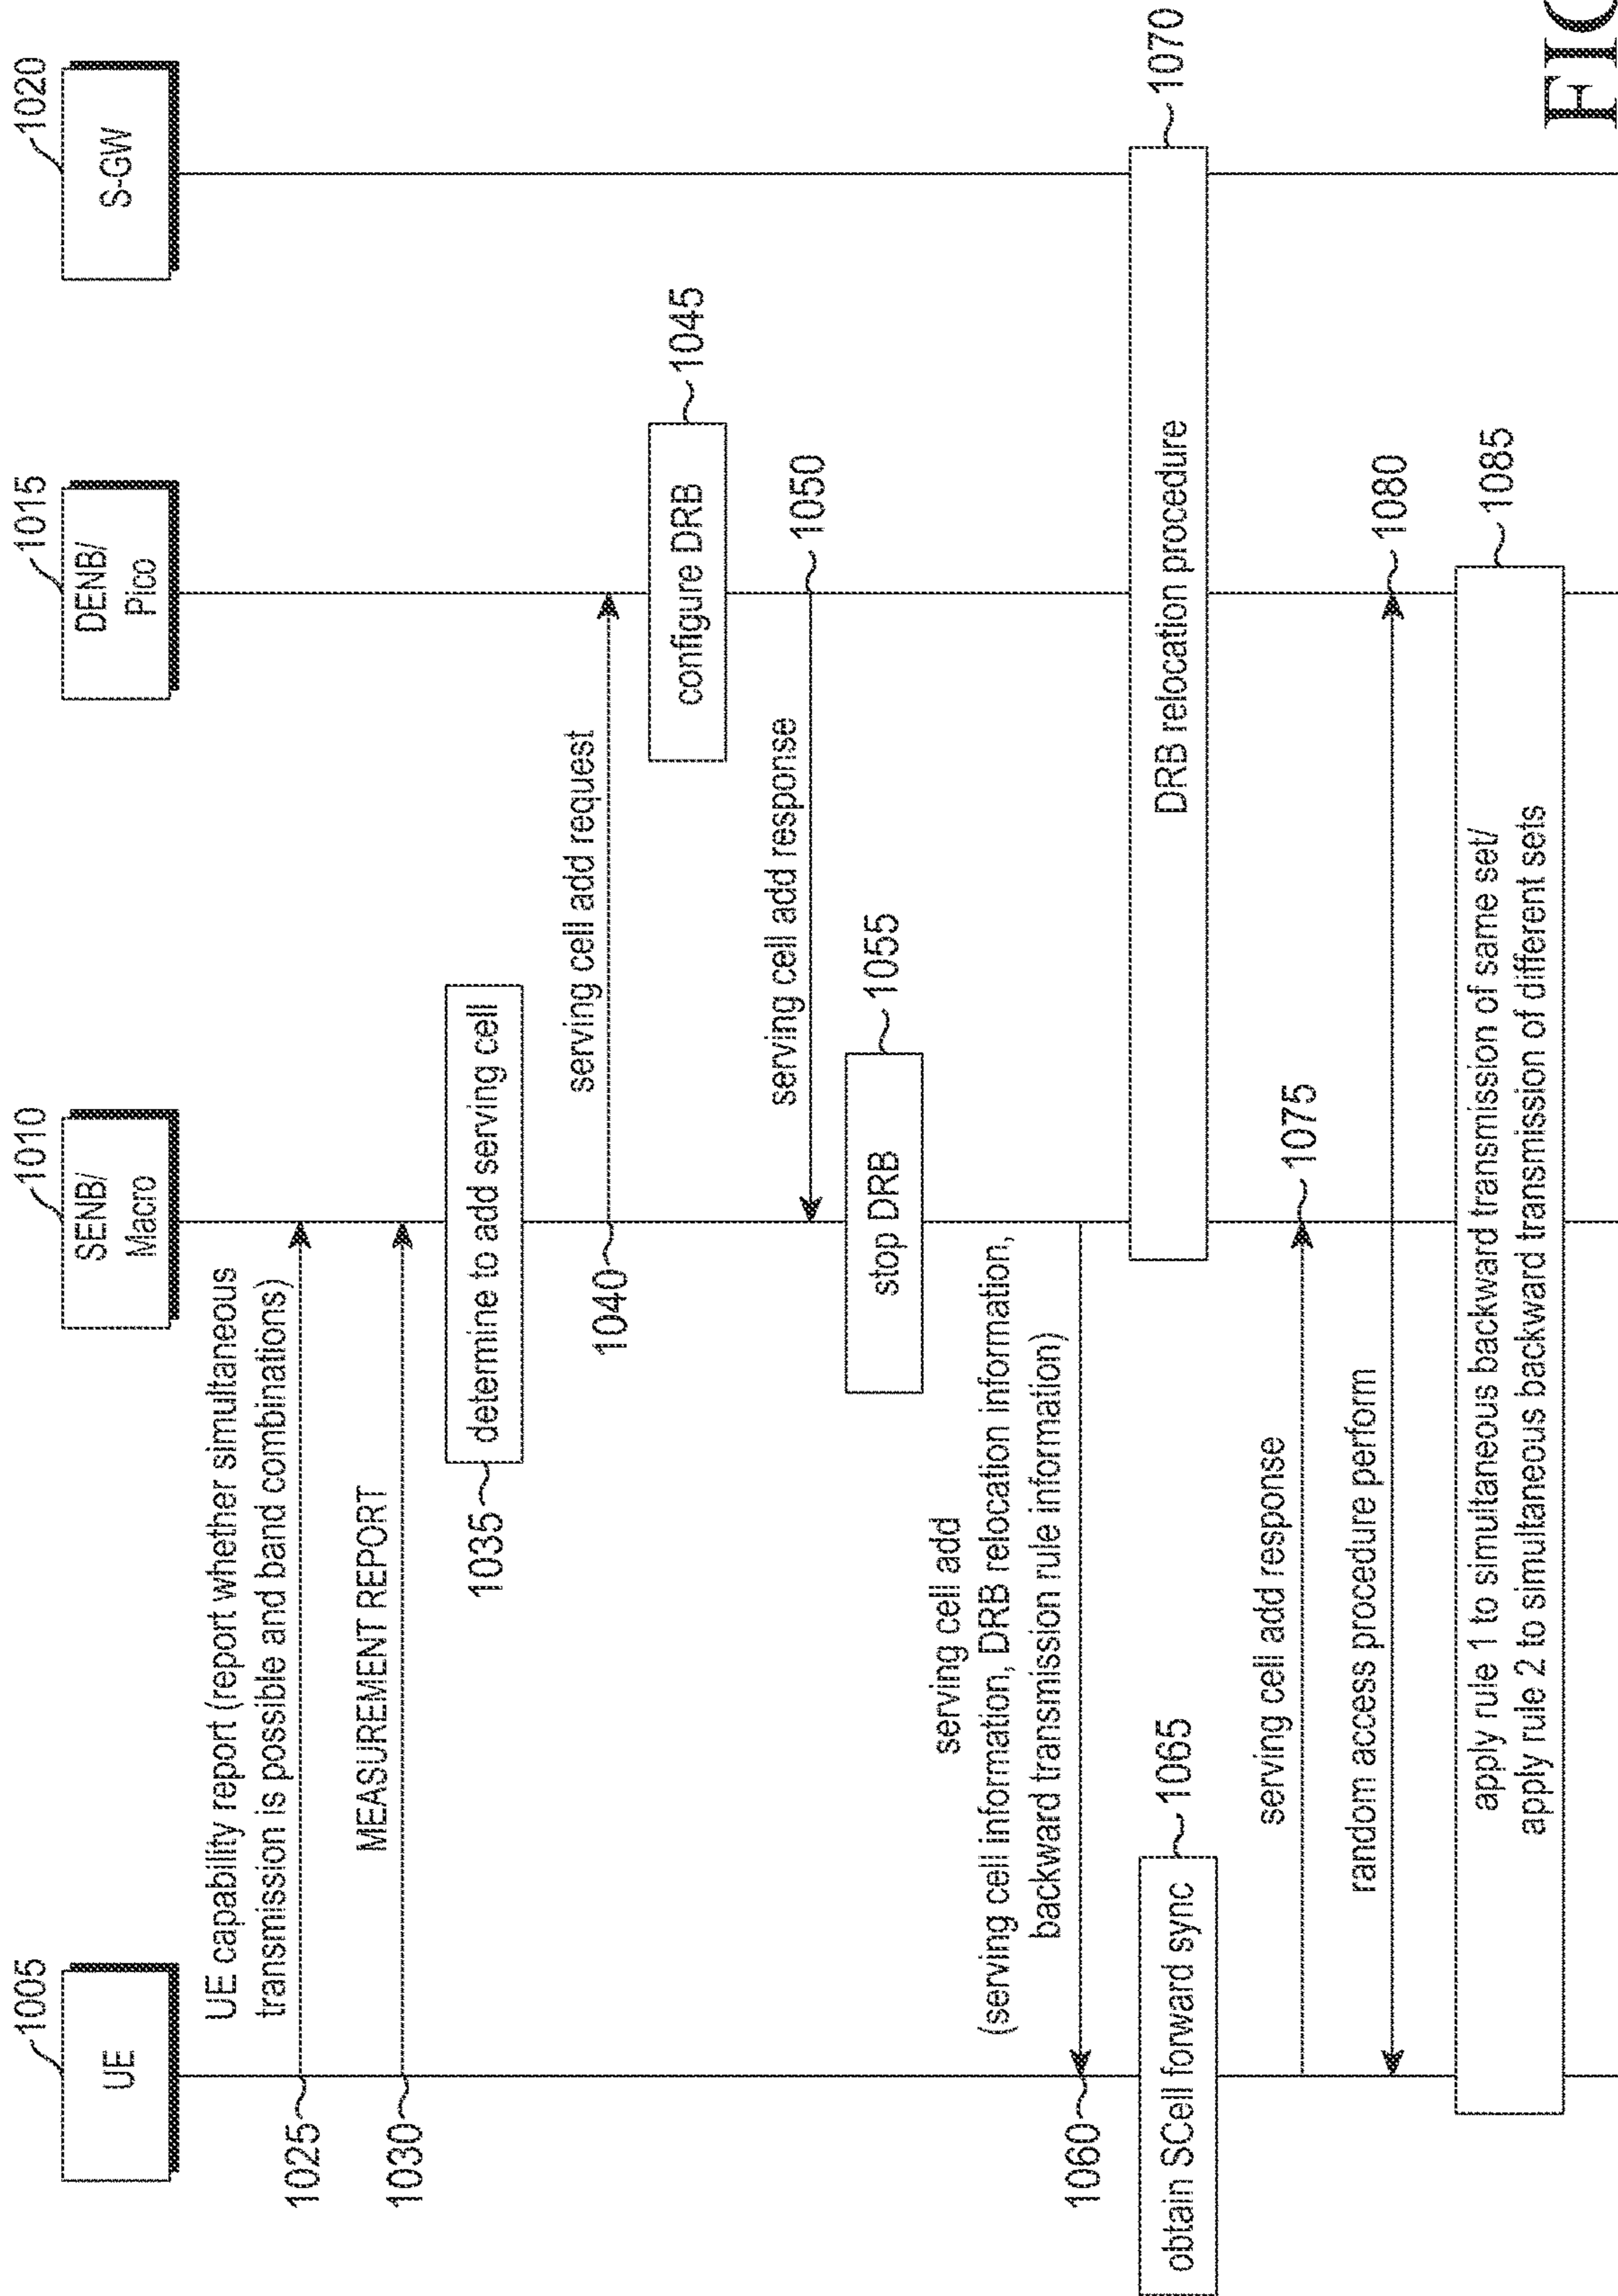 1005
UE
1010
SENB/
Macro
1015
DENB/
Pico
1020
S-GW
UE capability report (report whether simultaneous
transmission is possible and band combinations)
1025
MEASUREMENT REPORT
1030
1035
determine to add serving cell
serving cell add request
1040
configure DRB
1045
serving cell add response
1050
stop DRB
1055
serving cell add
(serving cell information, DRB relocation information,
backward transmission rule information)
1060
obtain SCell forward sync
1065
DRB relocation procedure
1070
serving cell add response
1075
random access procedure perform
1080
apply rule 1 to simultaneous backward transmission of same set/
apply rule 2 to simultaneous backward transmission of different sets
1085